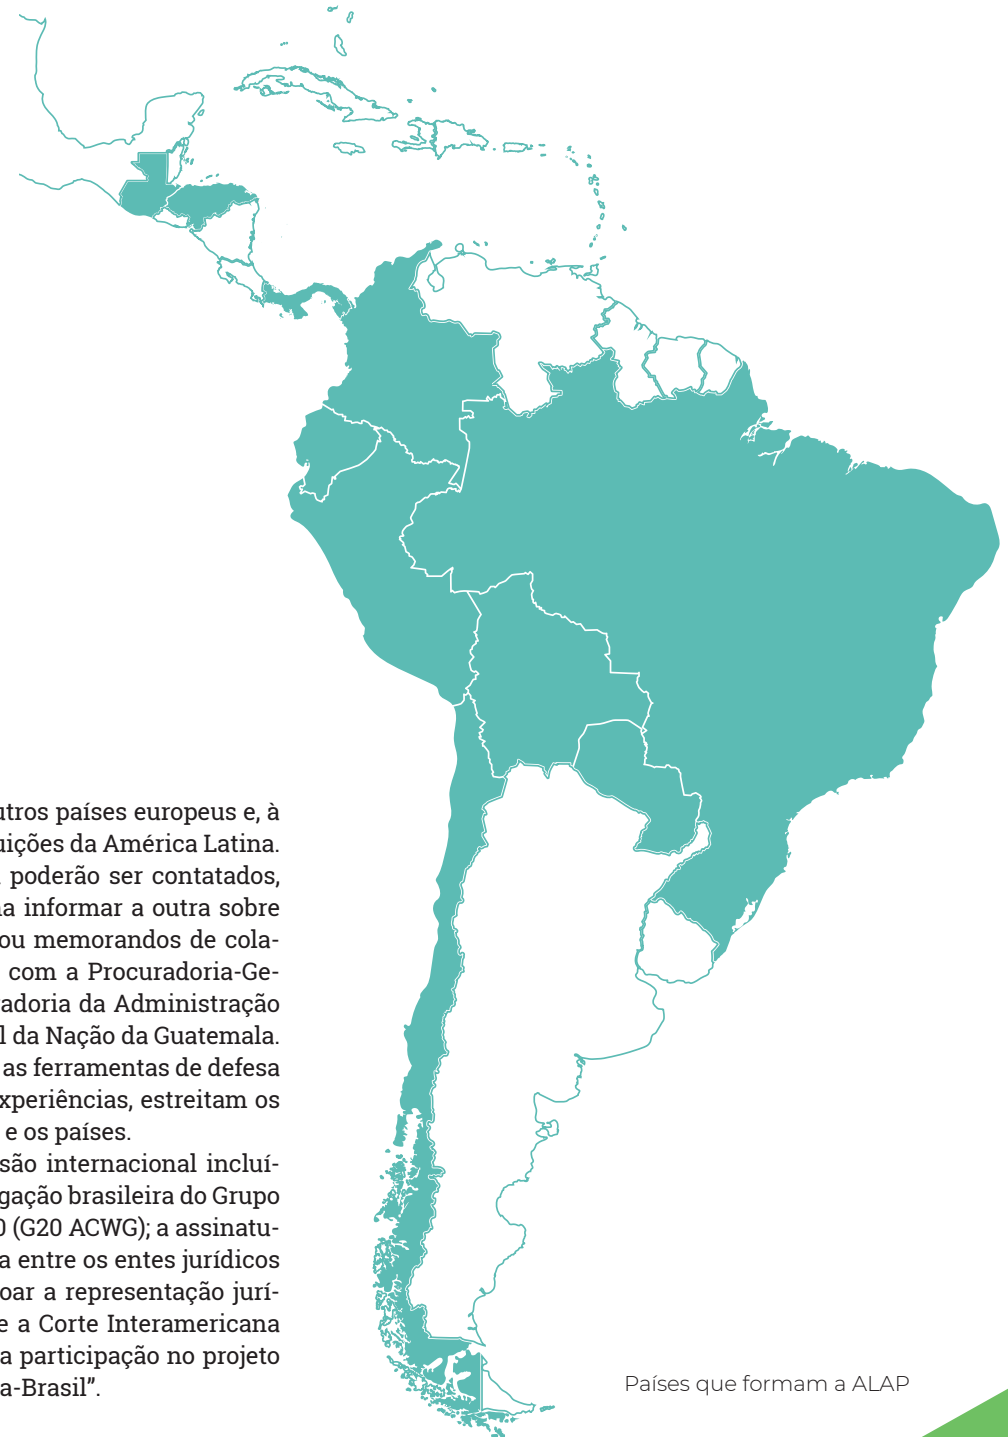 utros países europeus e, à
uições da América Latina.
poderão ser contatados,
na informar a outra sobre
ou memorandos de cola-
com a Procuradoria-Ge-
adoria da Administração
l da Nação da Guatemala.
as ferramentas de defesa
xperiências, estreitam os
e os países.
são internacional incluí-
gação brasileira do Grupo
0 (G20 ACWG); a assinatu-
a entre os entes jurídicos
oar a representação jurí-
e a Corte Interamericana
a participação no projeto
a-Brasil”.
Países que formam a ALAP